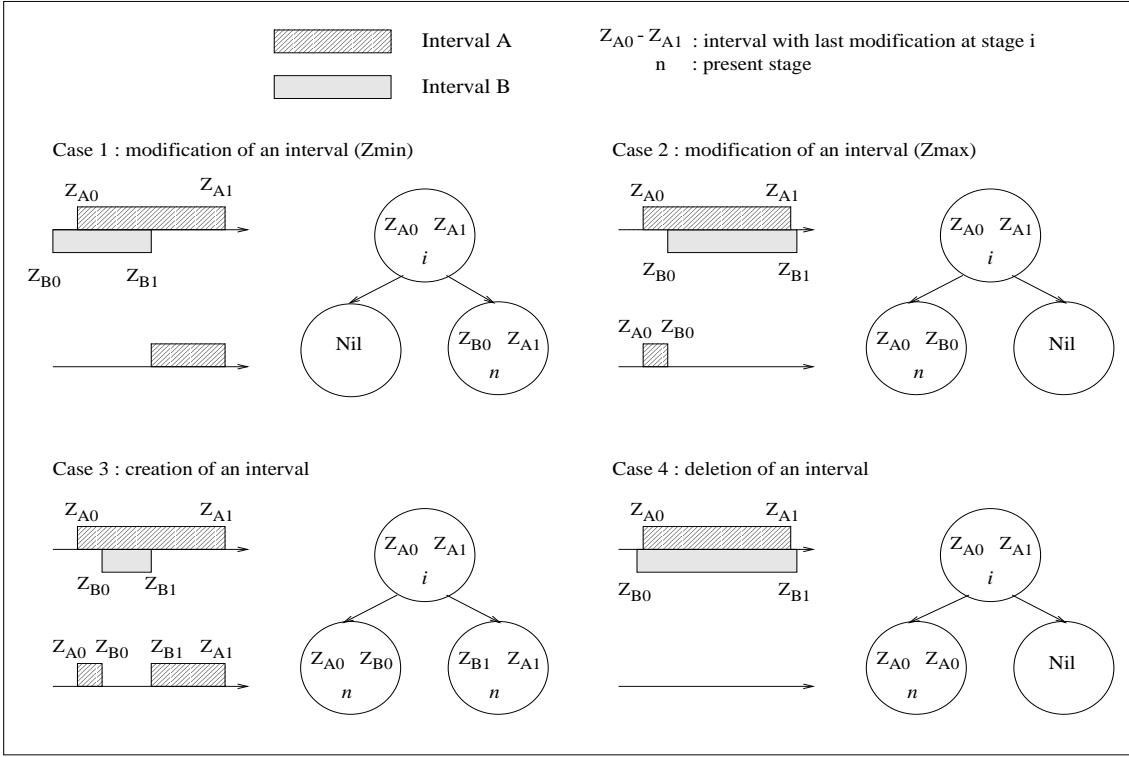 Interval A
Z_A0 - Z_A1 : interval with last modification at stage i
n : present stage
Interval B
Case 1 : modification of an interval (Zmin)
Z_A0 Z_A1
Z_B0 Z_B1
Z_A0 Z_A1
i
Nil
Z_B0 Z_A1
n
Case 2 : modification of an interval (Zmax)
Z_A0 Z_A1
Z_B0 Z_B1
Z_A0 Z_B0
Z_A0 Z_A1
i
Z_A0 Z_B0
n
Nil
Case 3 : creation of an interval
Z_A0 Z_A1
Z_B0 Z_B1
Z_A0 Z_B0 Z_B1 Z_A1
Z_A0 Z_A1
i
Z_A0 Z_B0
n
Z_B1 Z_A1
n
Case 4 : deletion of an interval
Z_A0 Z_A1
Z_B0 Z_B1
Z_A0 Z_A1
i
Z_A0 Z_A0
n
Nil